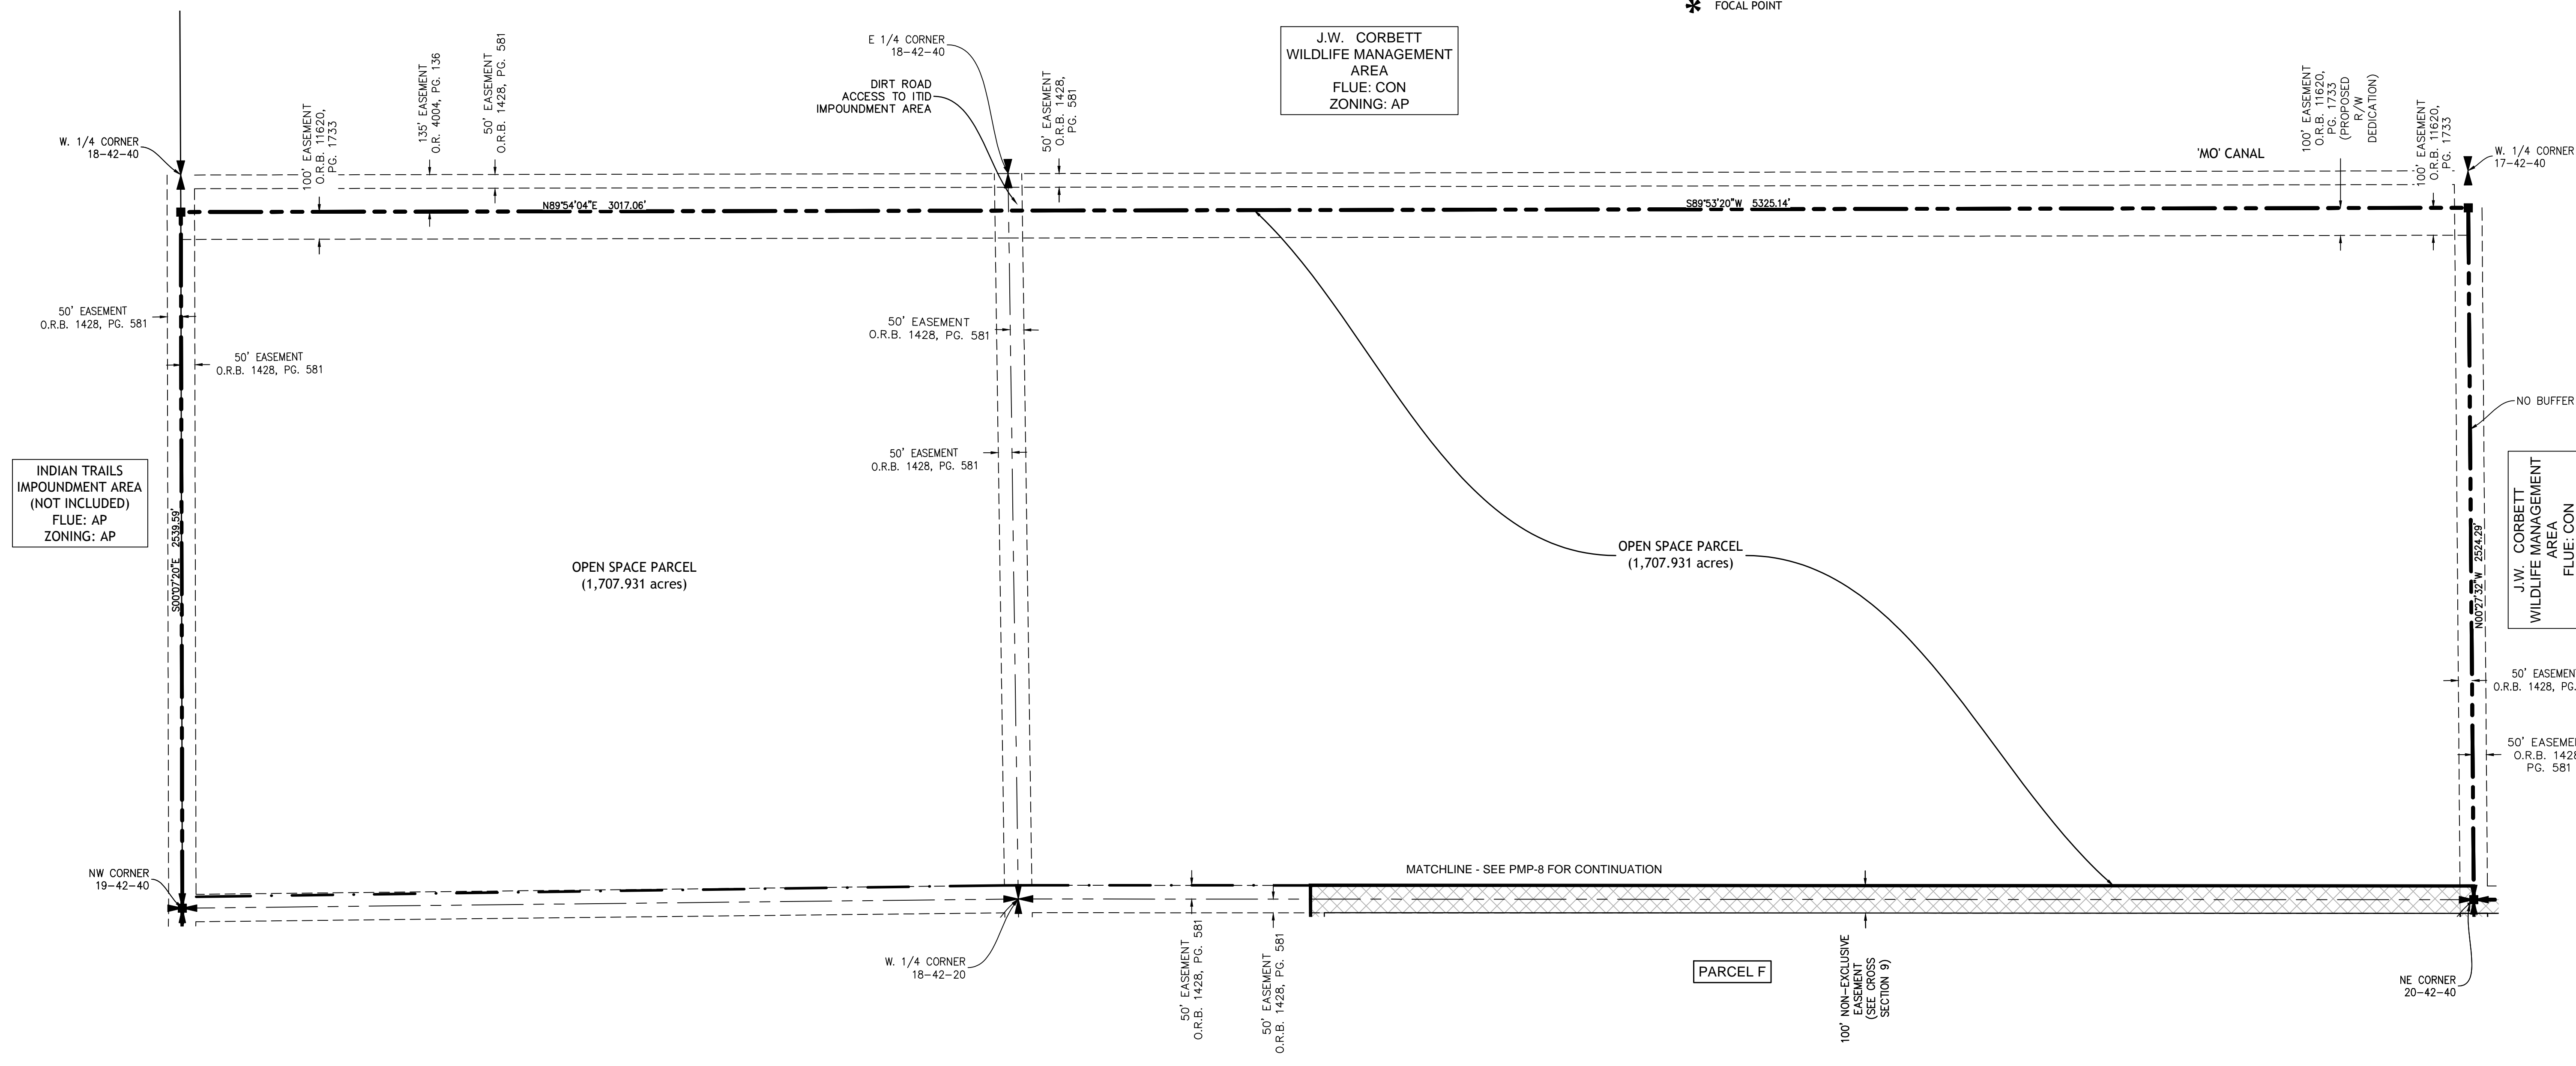 FOCAL POINT
J.W. CORBETT
WILDLIFE MANAGEMENT
AREA
FLUE: CON
ZONING: AP
E 1/4 CORNER
18-42-40
DIRT ROAD
ACCESS TO ITID
IMPOUNDMENT AREA
W. 1/4 CORNER
18-42-40
100' EASEMENT
O.R.B. 11620,
PG. 1733
135' EASEMENT
O.R. 4004, PG. 136
50' EASEMENT
O.R.B. 1428, PG. 581
50' EASEMENT
O.R.B. 1428,
PG. 581
'MO' CANAL
100' EASEMENT
O.R.B. 11620,
PG. 1733
(PROPOSED
R/W
DEDICATION)
100' EASEMENT
O.R.B. 11620,
PG. 1733
W. 1/4 CORNER
17-42-40
N89°54'04"E 3017.06'
S89°53'20"W 5325.14'
50' EASEMENT
O.R.B. 1428, PG. 581
50' EASEMENT
O.R.B. 1428, PG. 581
50' EASEMENT
O.R.B. 1428, PG. 581
50' EASEMENT
O.R.B. 1428, PG. 581
NO BUFFER
INDIAN TRAILS
IMPOUNDMENT AREA
(NOT INCLUDED)
FLUE: AP
ZONING: AP
S00°07'20"E 2539.59'
OPEN SPACE PARCEL
(1,707.931 acres)
OPEN SPACE PARCEL
(1,707.931 acres)
N00°27'32"W 2524.29'
J.W. CORBETT
WILDLIFE MANAGEMENT
AREA
FLUE: CON
50' EASEMENT
O.R.B. 1428, PG.
50' EASEME
O.R.B. 1428
PG. 581
NW CORNER
19-42-40
MATCHLINE - SEE PMP-8 FOR CONTINUATION
W. 1/4 CORNER
18-42-20
50' EASEMENT
O.R.B. 1428, PG. 581
50' EASEMENT
O.R.B. 1428, PG. 581
PARCEL F
100' NON-EXCLUSIVE
EASEMENT
(SEE CROSS
SECTION 9)
NE CORNER
20-42-40